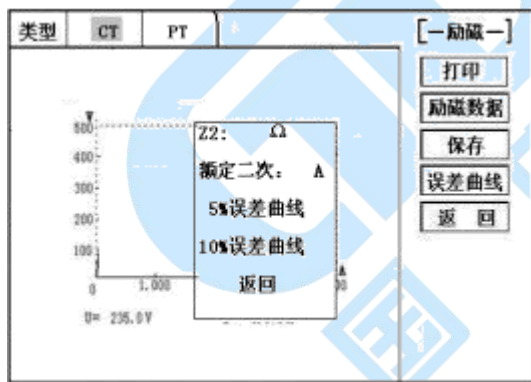 类型 CT PT
[—励磁—]
打印
励磁数据
保存
误差曲线
返 回
V
500
400
300
200
100
0 1.000
A
U= 235.0V
Z2: Ω
额定二次: A
5%误差曲线
10%误差曲线
返回